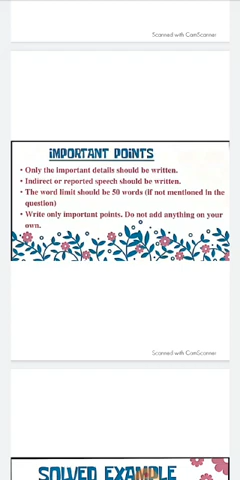 Scanned with CamScanner
IMPORTANT POINTS
• Only the important details should be written.
• Indirect or reported speech should be written.
• The word limit should be 50 words (if not mentioned in the
question)
• Write only important points. Do not add anything on your
own.
Scanned with CamScanner
SOLVED EXAMPLE